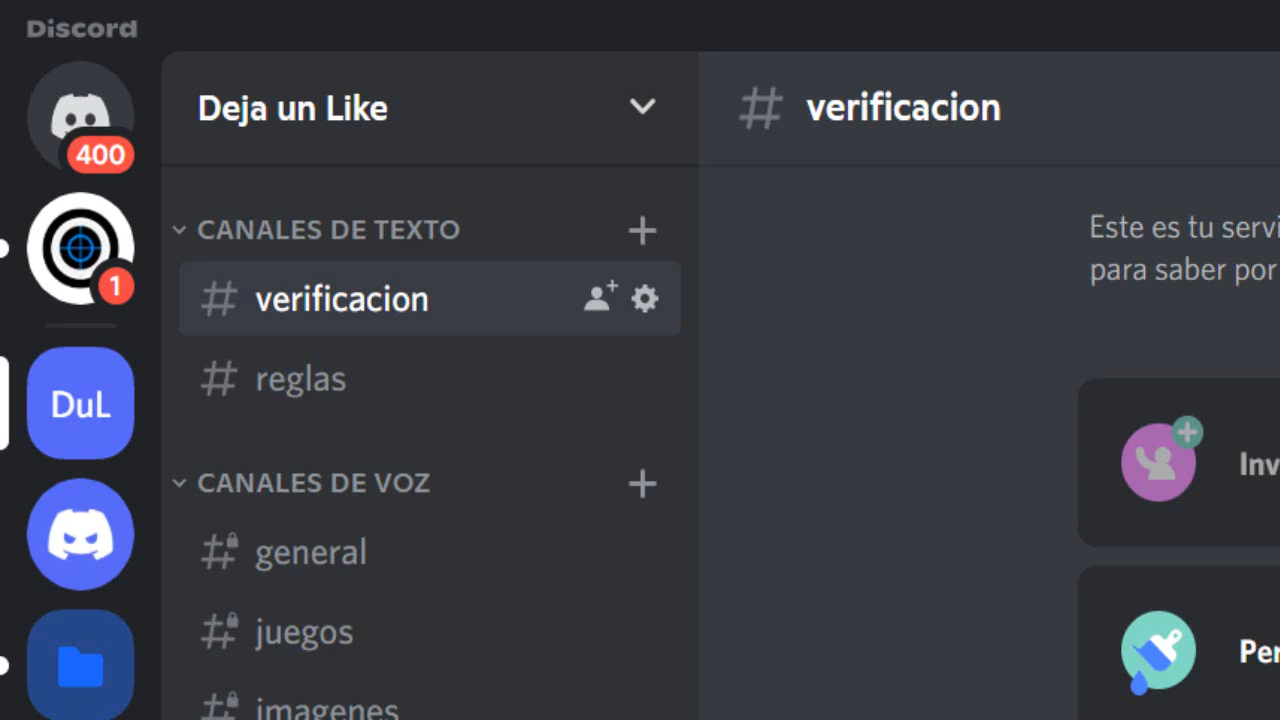 Discord
400
1
DuL
Deja un Like
CANALES DE TEXTO
verificacion
reglas
CANALES DE VOZ
general
juegos
imagenes
verificacion
Este es tu servi
para saber por
Inv
Per